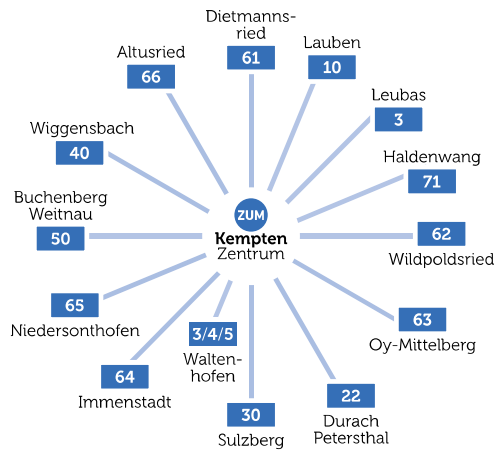 Dietmanns-
ried
61
Lauben
10
Altusried
66
Leubas
3
Wiggensbach
40
Haldenwang
71
Buchenberg
Weitnau
50
ZUM
Kempten
Zentrum
62
Wildpoldsried
65
Niedersonthofen
63
Oy-Mittelberg
3/4/5
Walten-
hofen
64
Immenstadt
22
Durach
Petersthal
30
Sulzberg